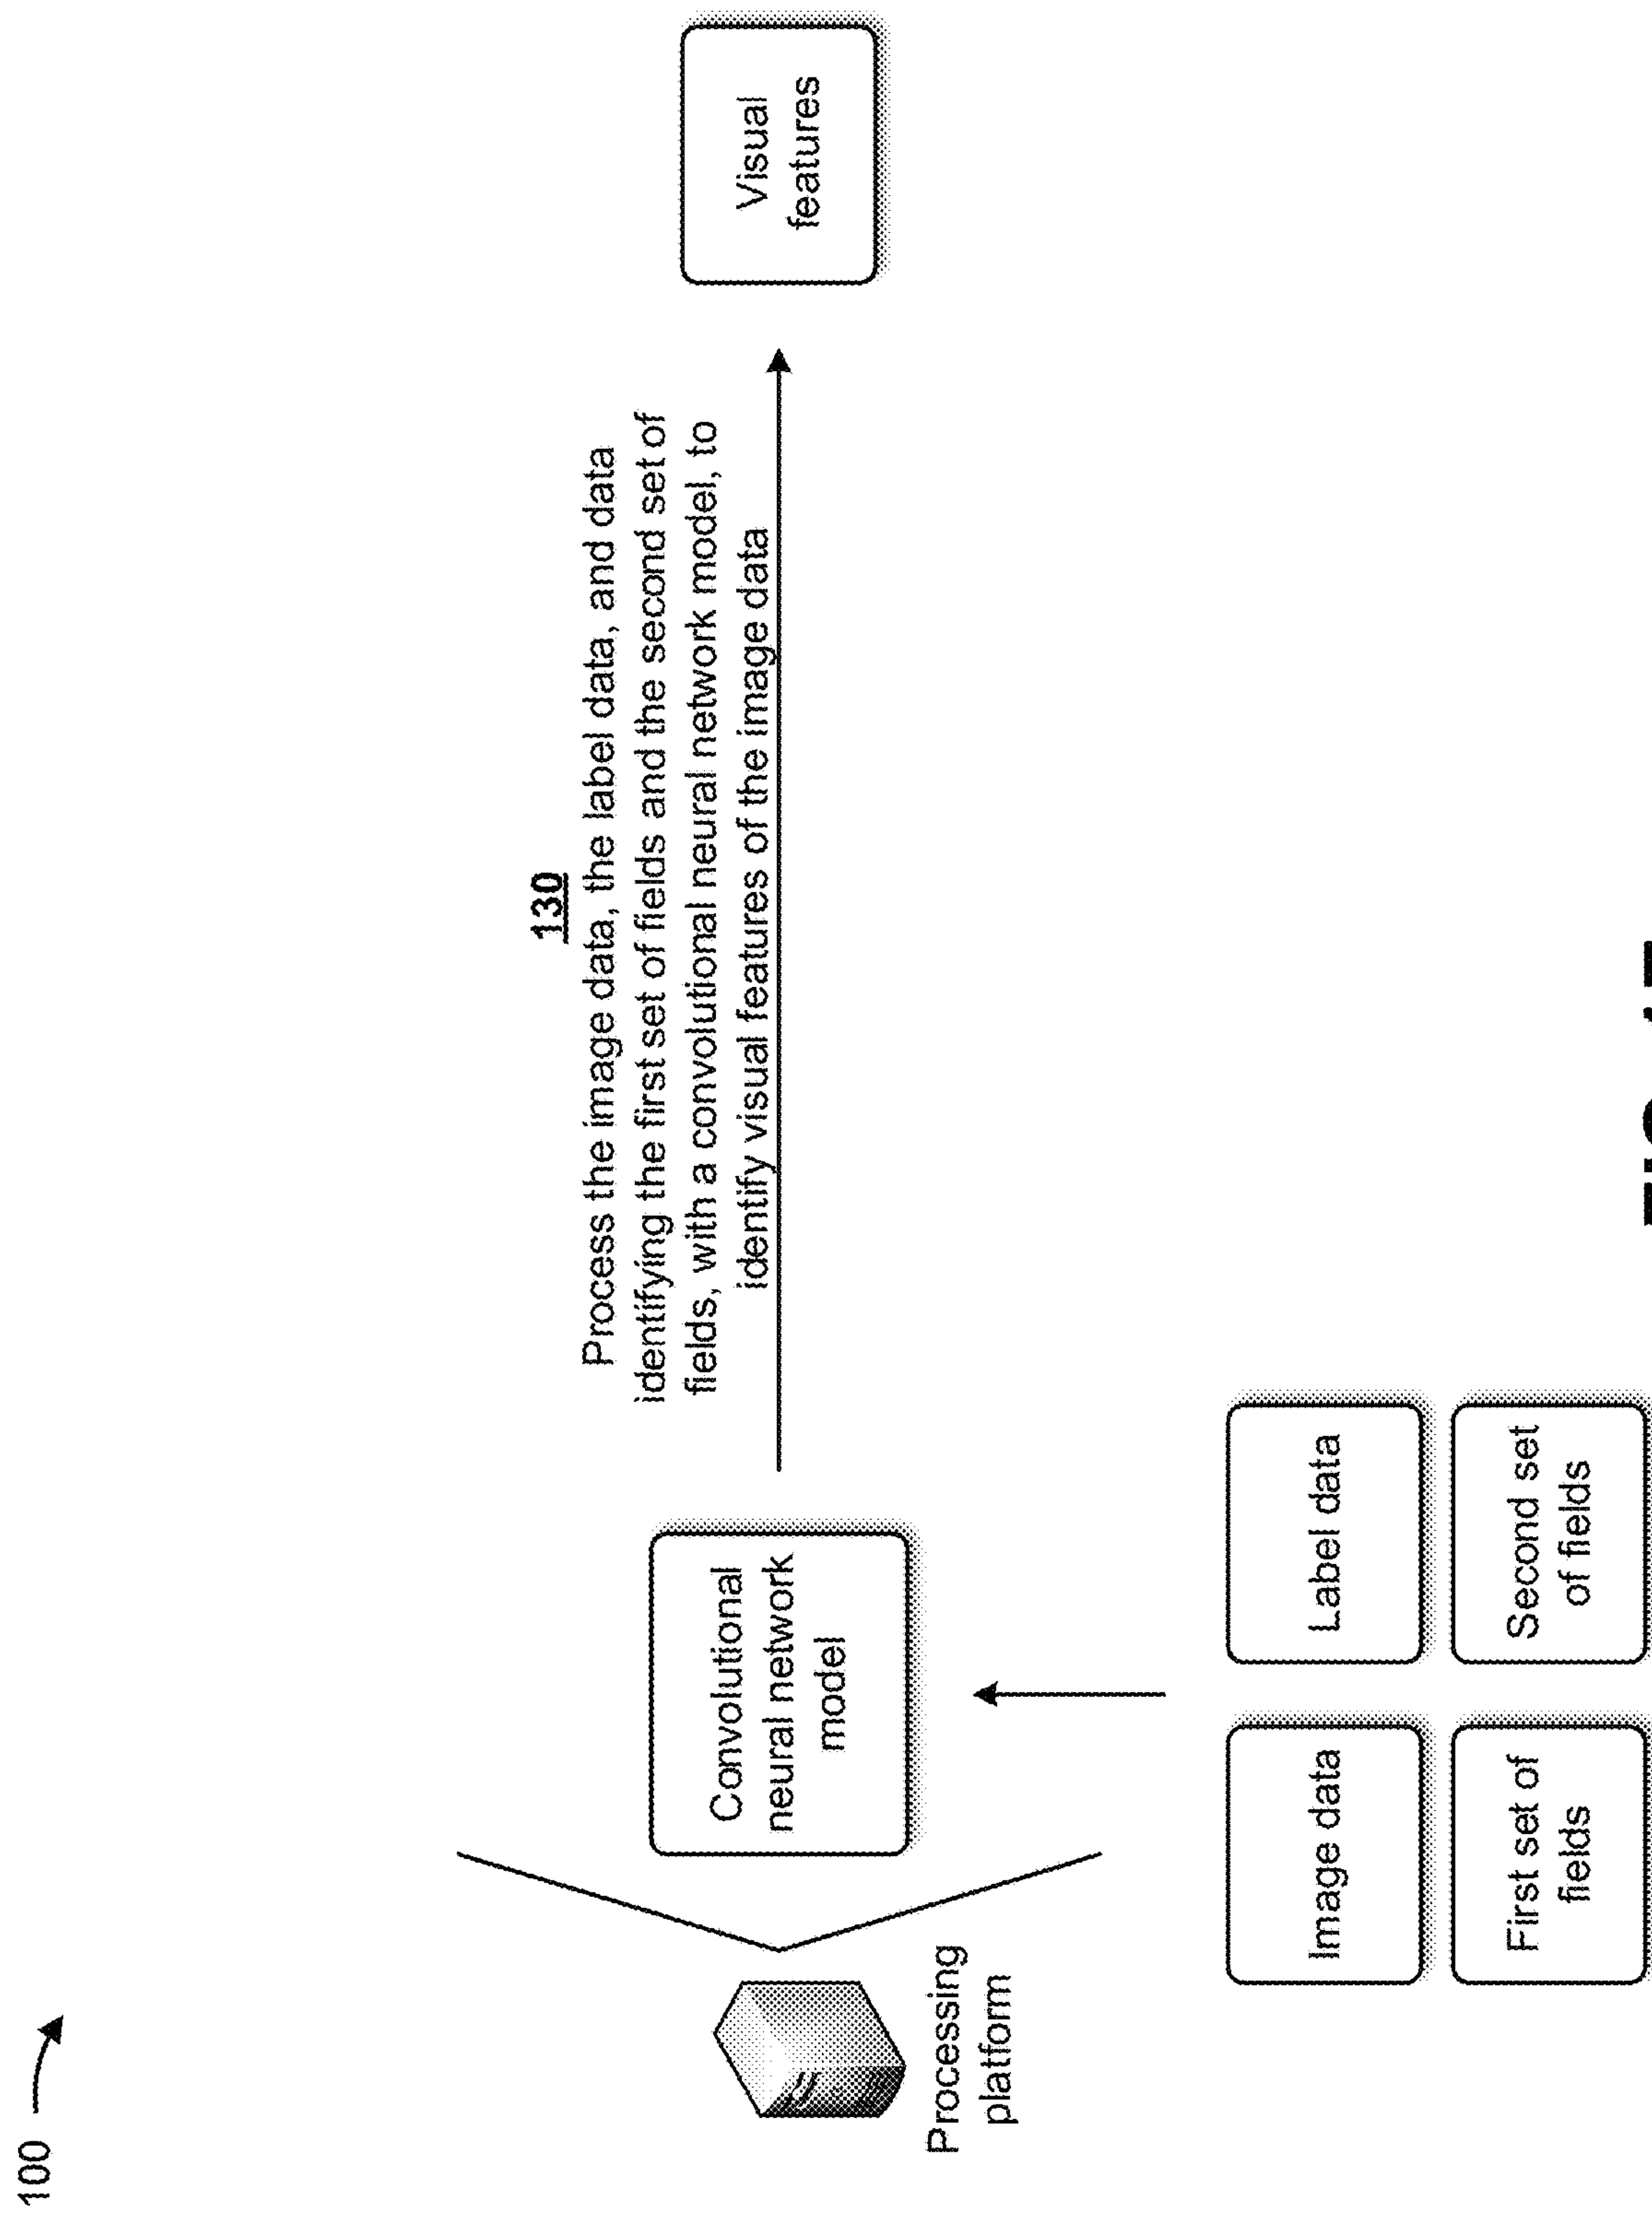 100
130
Process the image data, the label data, and data
identifying the first set of fields and the second set of
fields, with a convolutional neural network model, to
identify visual features of the image data
Visual
features
Convolutional
neural network
model
Processing
platform
Image data
Label data
First set of
fields
Second set
of fields